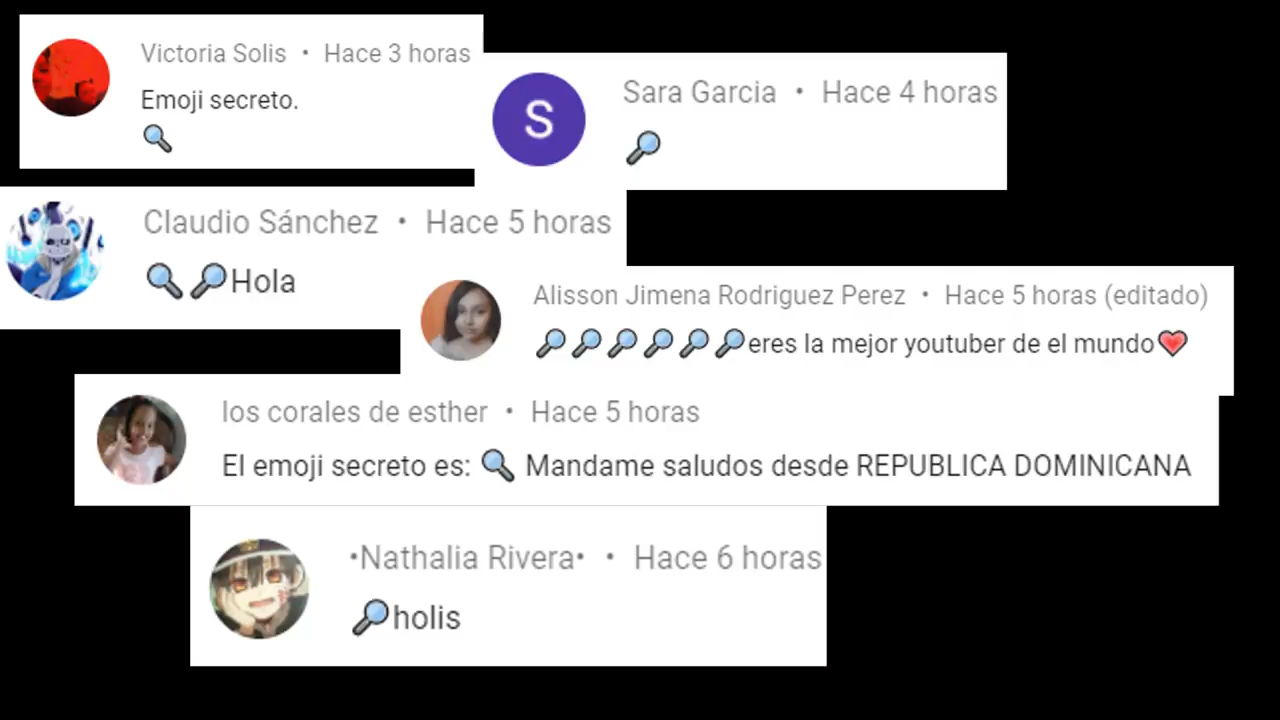 Victoria Solis • Hace 3 horas
Emoji secreto.
🔍
S
Sara Garcia • Hace 4 horas
🔎
Claudio Sánchez • Hace 5 horas
🔍🔎Hola
Alisson Jimena Rodriguez Perez • Hace 5 horas (editado)
🔎🔎🔎🔎🔎🔎eres la mejor youtuber de el mundo❤️
los corales de esther • Hace 5 horas
El emoji secreto es: 🔍 Mandame saludos desde REPUBLICA DOMINICANA
•Nathalia Rivera• • Hace 6 horas
🔎holis